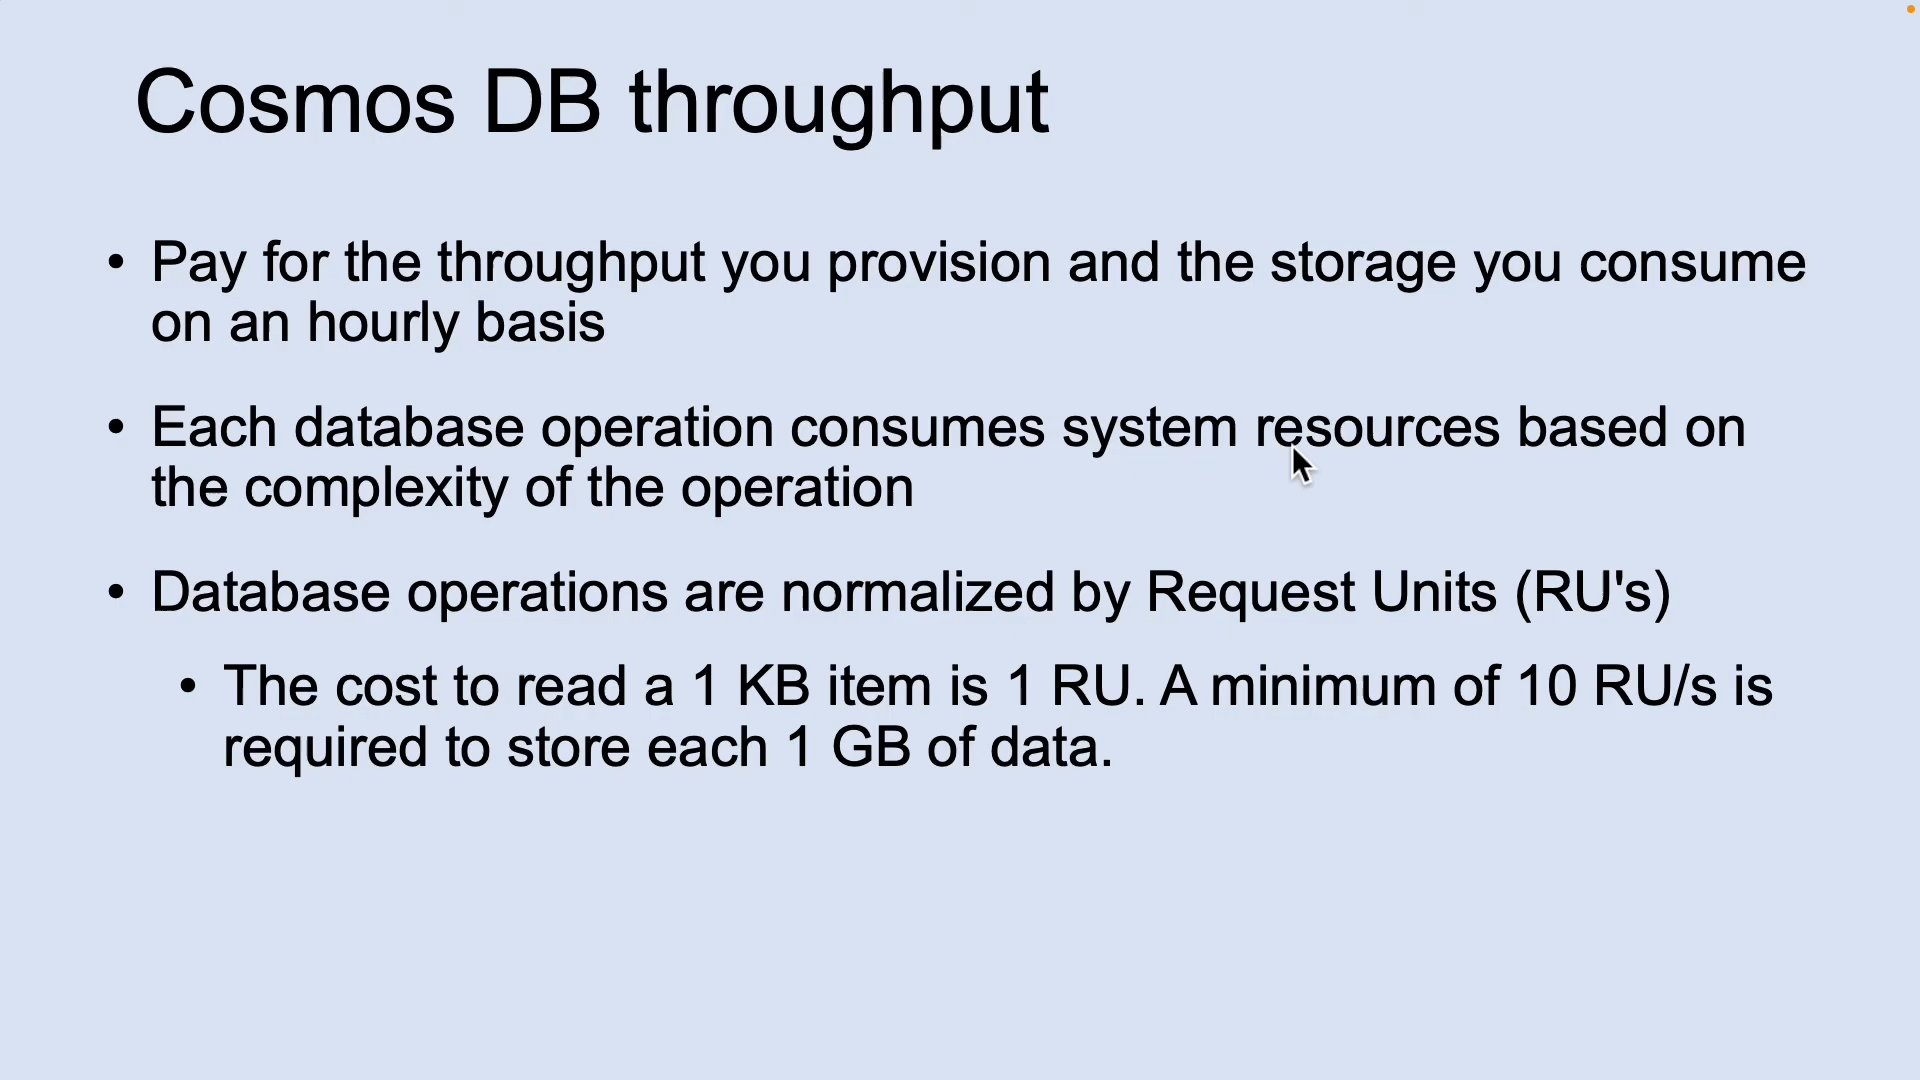 Cosmos DB throughput
• Pay for the throughput you provision and the storage you consume
on an hourly basis
• Each database operation consumes system resources based on
the complexity of the operation
• Database operations are normalized by Request Units (RU's)
• The cost to read a 1 KB item is 1 RU. A minimum of 10 RU/s is
required to store each 1 GB of data.